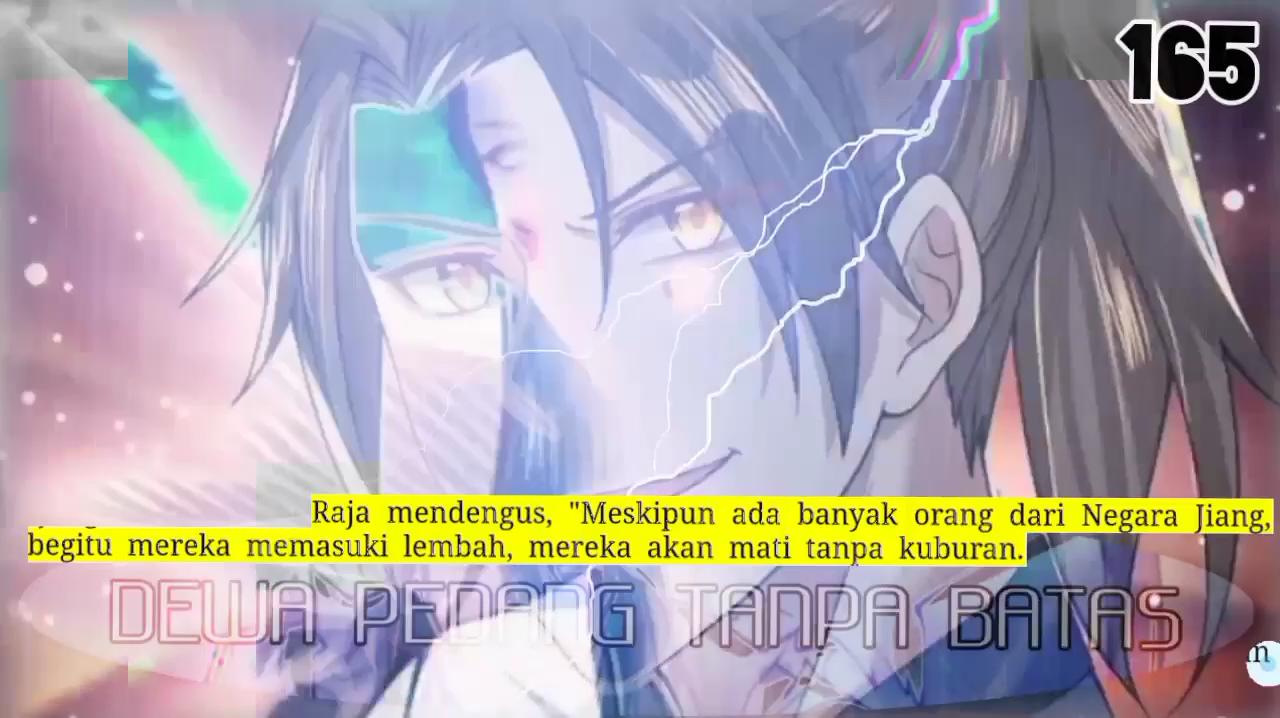 165
Raja mendengus, "Meskipun ada banyak orang dari Negara Jiang,
begitu mereka memasuki lembah, mereka akan mati tanpa kuburan.
DEWA PEDANG TANPA BATAS